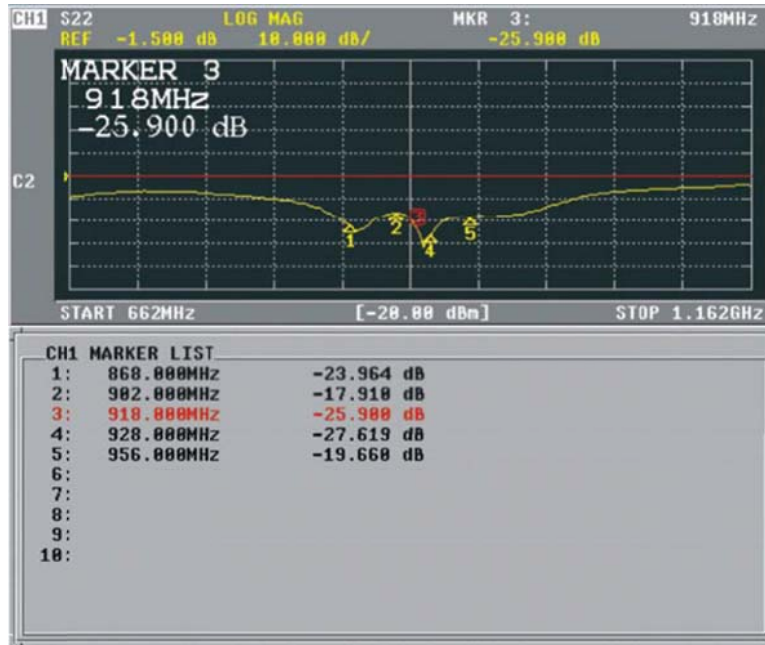 CH1 S22 LOG MAG MKR 3: 918MHz
REF -1.500 dB 10.000 dB/ -25.900 dB
MARKER 3
918MHz
-25.900 dB
C2
1 2 3 4 5
START 662MHz [-20.00 dBm] STOP 1.162GHz
CH1 MARKER LIST
1: 868.000MHz -23.964 dB
2: 902.000MHz -17.910 dB
3: 918.000MHz -25.900 dB
4: 928.000MHz -27.619 dB
5: 956.000MHz -19.660 dB
6:
7:
8:
9:
10: